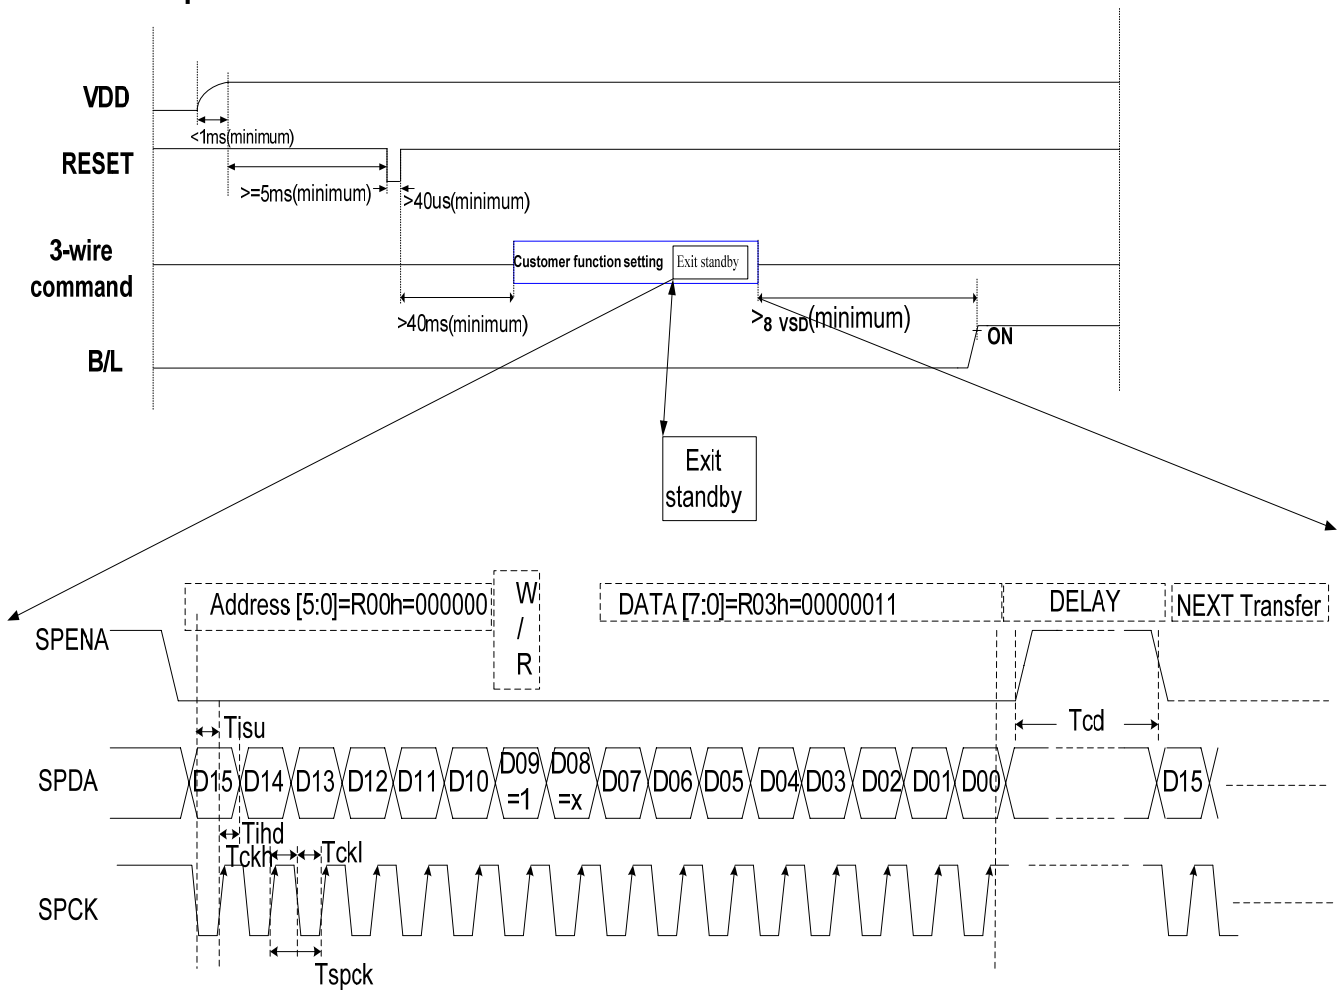 VDD
<1ms(minimum)
RESET
>=5ms(minimum)
>40us(minimum)
3-wire
command
Customer function setting
Exit standby
>40ms(minimum)
>8 VSD(minimum)
ON
B/L
Exit
standby
Address [5:0]=R00h=000000
W
/
R
DATA [7:0]=R03h=00000011
DELAY
NEXT Transfer
SPENA
Tisu
Tcd
SPDA
D15
D14
D13
D12
D11
D10
D09
=1
D08
=x
D07
D06
D05
D04
D03
D02
D01
D00
D15
Tihd
Tckh
Tckl
SPCK
Tspck